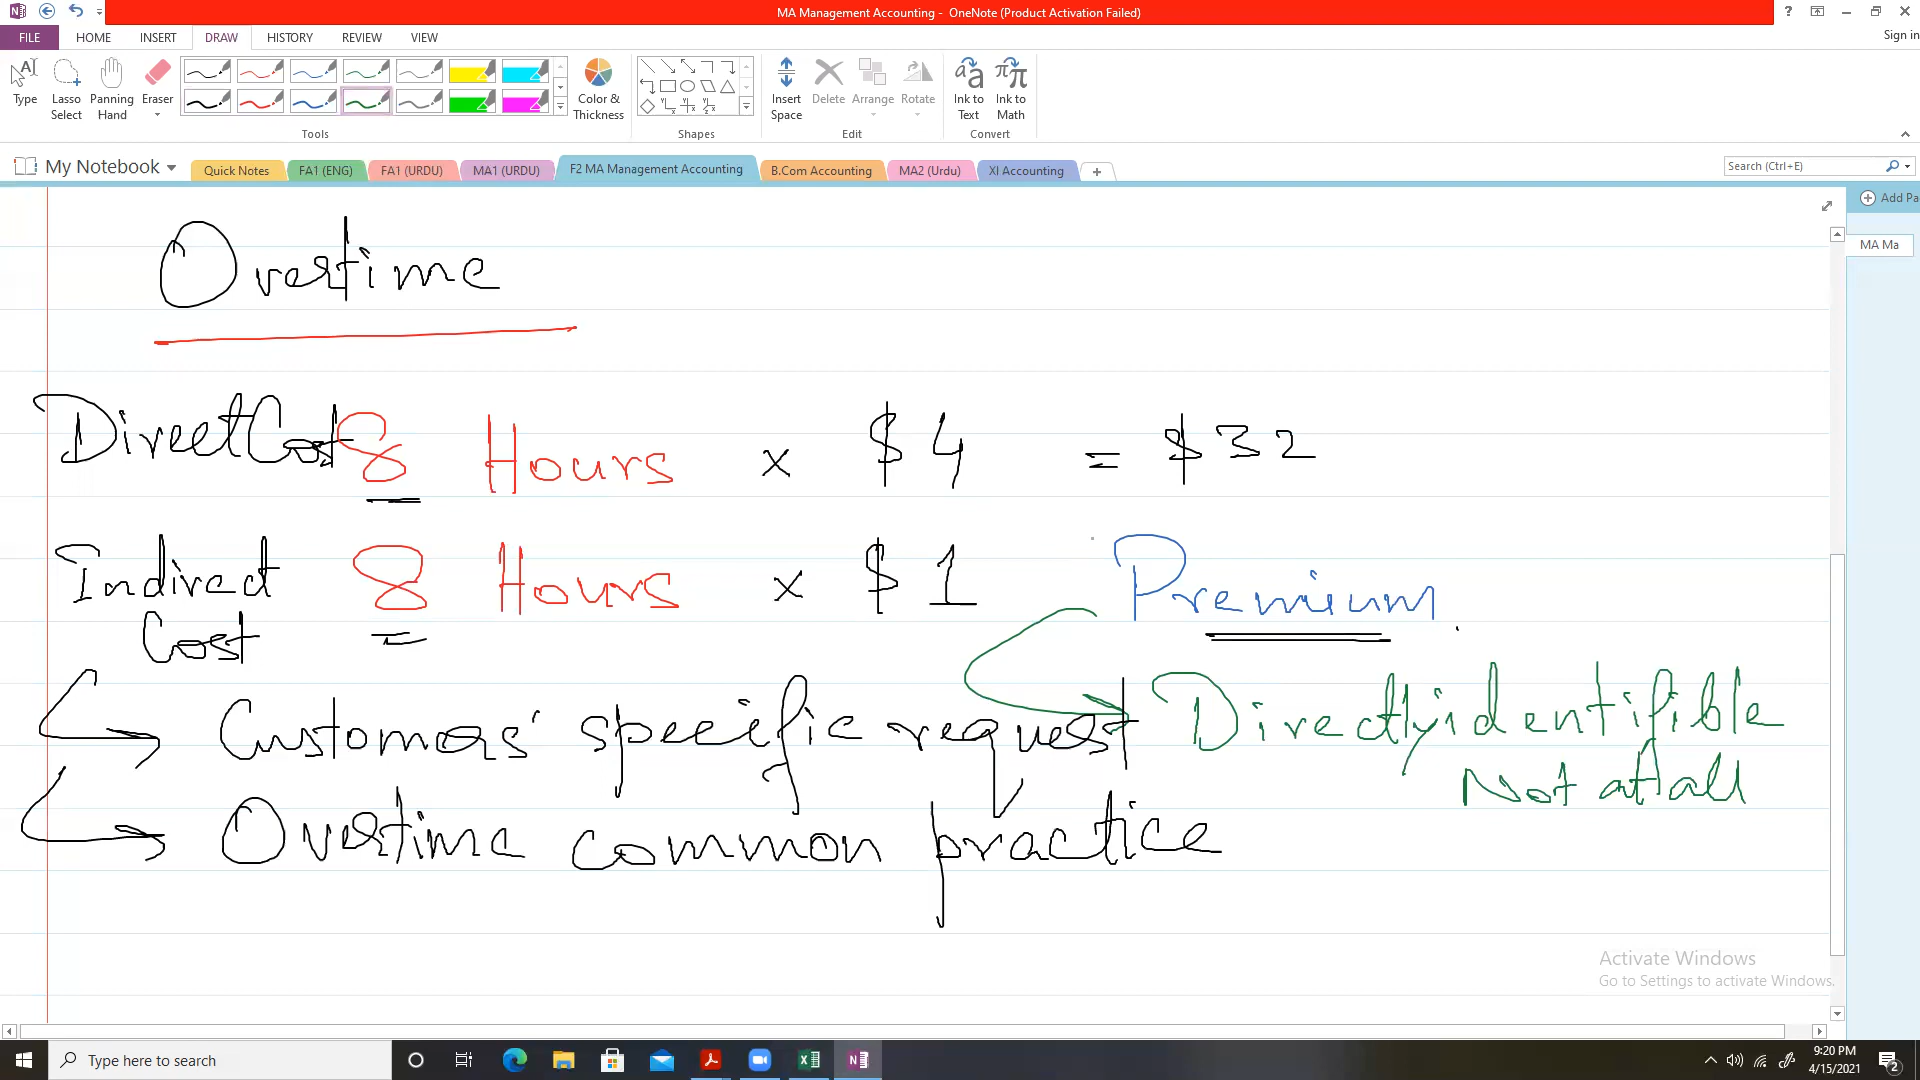 MA Management Accounting - OneNote (Product Activation Failed)
FILE HOME INSERT DRAW HISTORY REVIEW VIEW Sign in
Type Lasso Select Panning Hand Eraser Color & Thickness Insert Space Delete Arrange Rotate Ink to Text Ink to Math
Tools Shapes Edit Convert
My Notebook Quick Notes FA1 (ENG) FA1 (URDU) MA1 (URDU) F2 MA Management Accounting B.Com Accounting MA2 (Urdu) XI Accounting Search (Ctrl+E)
Add Pa
MA Ma
Overtime
Direct Cost 8 Hours x $ 4 = $ 32
Indirect Cost 8 Hours x $ 1 Premium
Customers' specific request Directly identifible
Not at all
Overtime common practice
Activate Windows
Go to Settings to activate Windows.
Type here to search
9:20 PM
4/15/2021
2